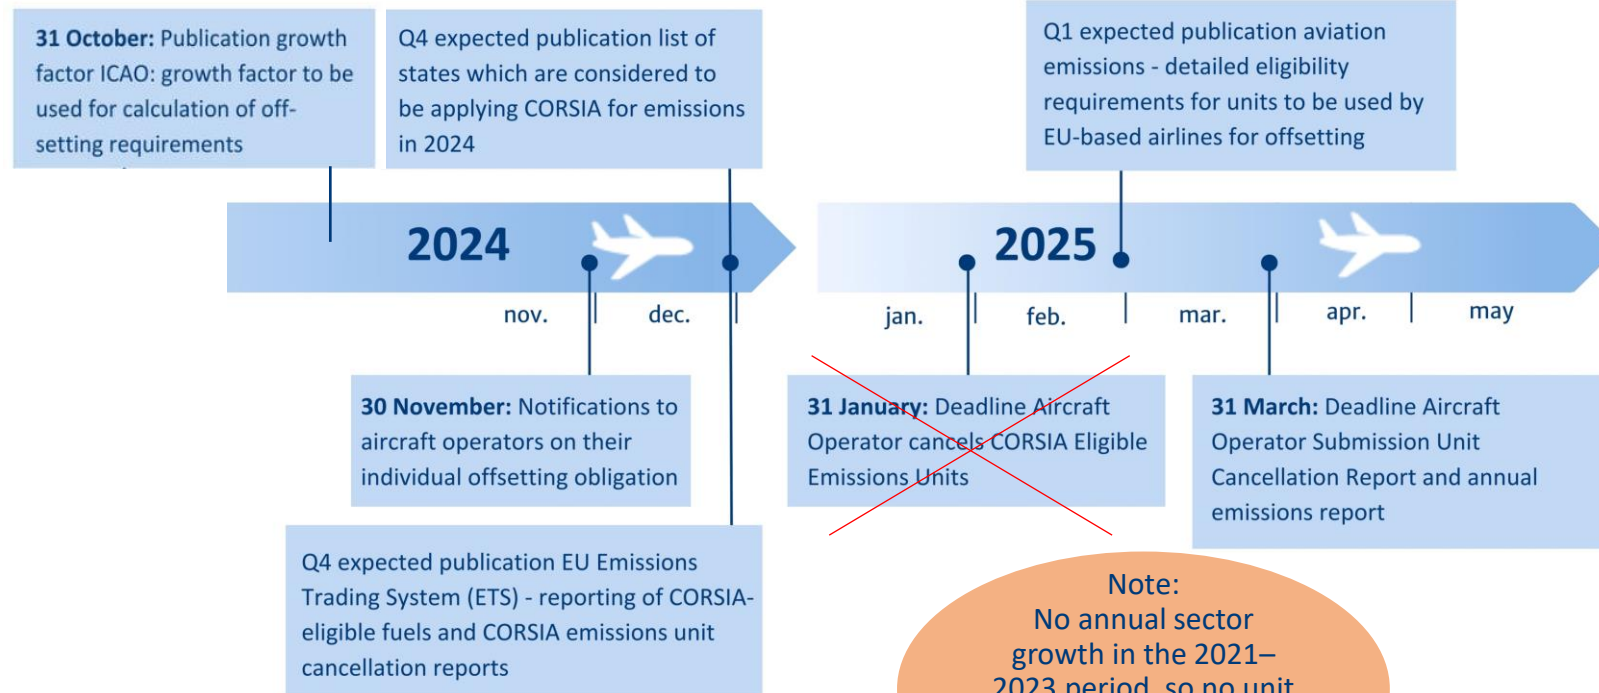 31 October: Publication growth
factor ICAO: growth factor to be
used for calculation of off-
setting requirements
Q4 expected publication list of
states which are considered to
be applying CORSIA for emissions
in 2024
Q1 expected publication aviation
emissions - detailed eligibility
requirements for units to be used by
EU-based airlines for offsetting
2024
2025
nov.
dec.
jan.
feb.
mar.
apr.
may
30 November: Notifications to
aircraft operators on their
individual offsetting obligation
31 January: Deadline Aircraft
Operator cancels CORSIA Eligible
Emissions Units
31 March: Deadline Aircraft
Operator Submission Unit
Cancellation Report and annual
emissions report
Q4 expected publication EU Emissions
Trading System (ETS) - reporting of CORSIA-
eligible fuels and CORSIA emissions unit
cancellation reports
Note:
No annual sector
growth in the 2021–
2023 period, so no unit